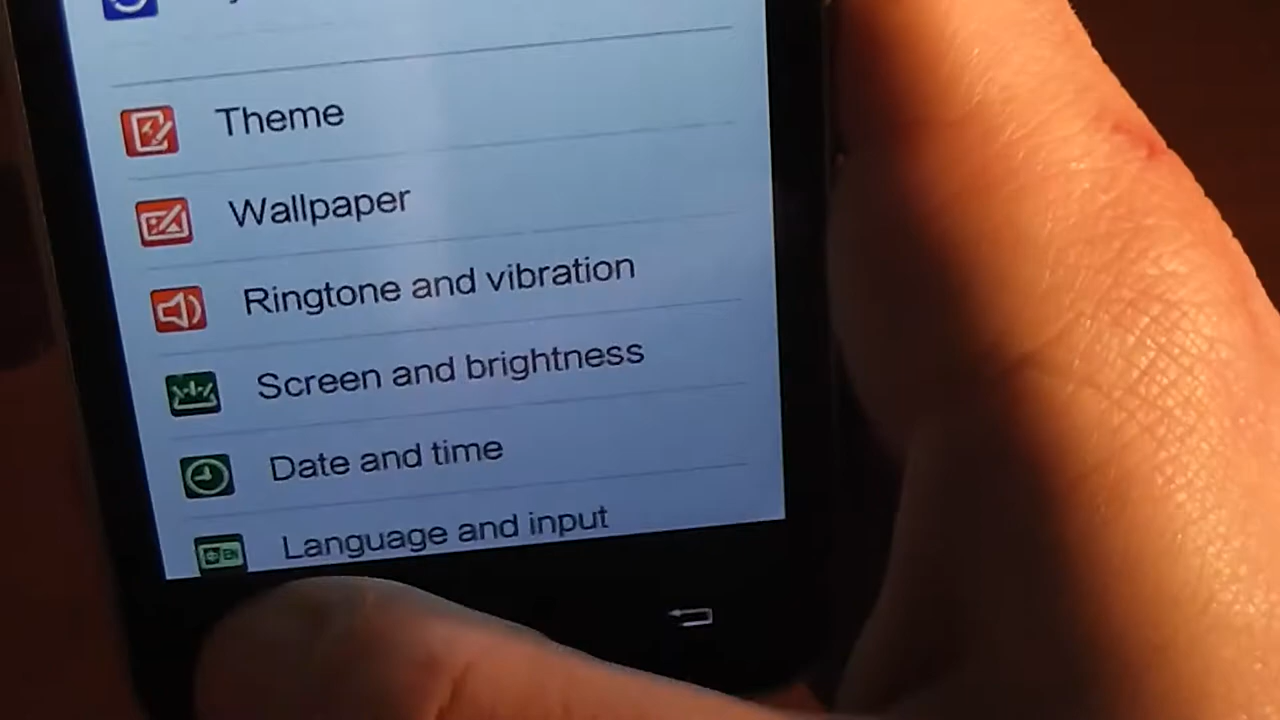 Theme
Wallpaper
Ringtone and vibration
Screen and brightness
Date and time
Language and input